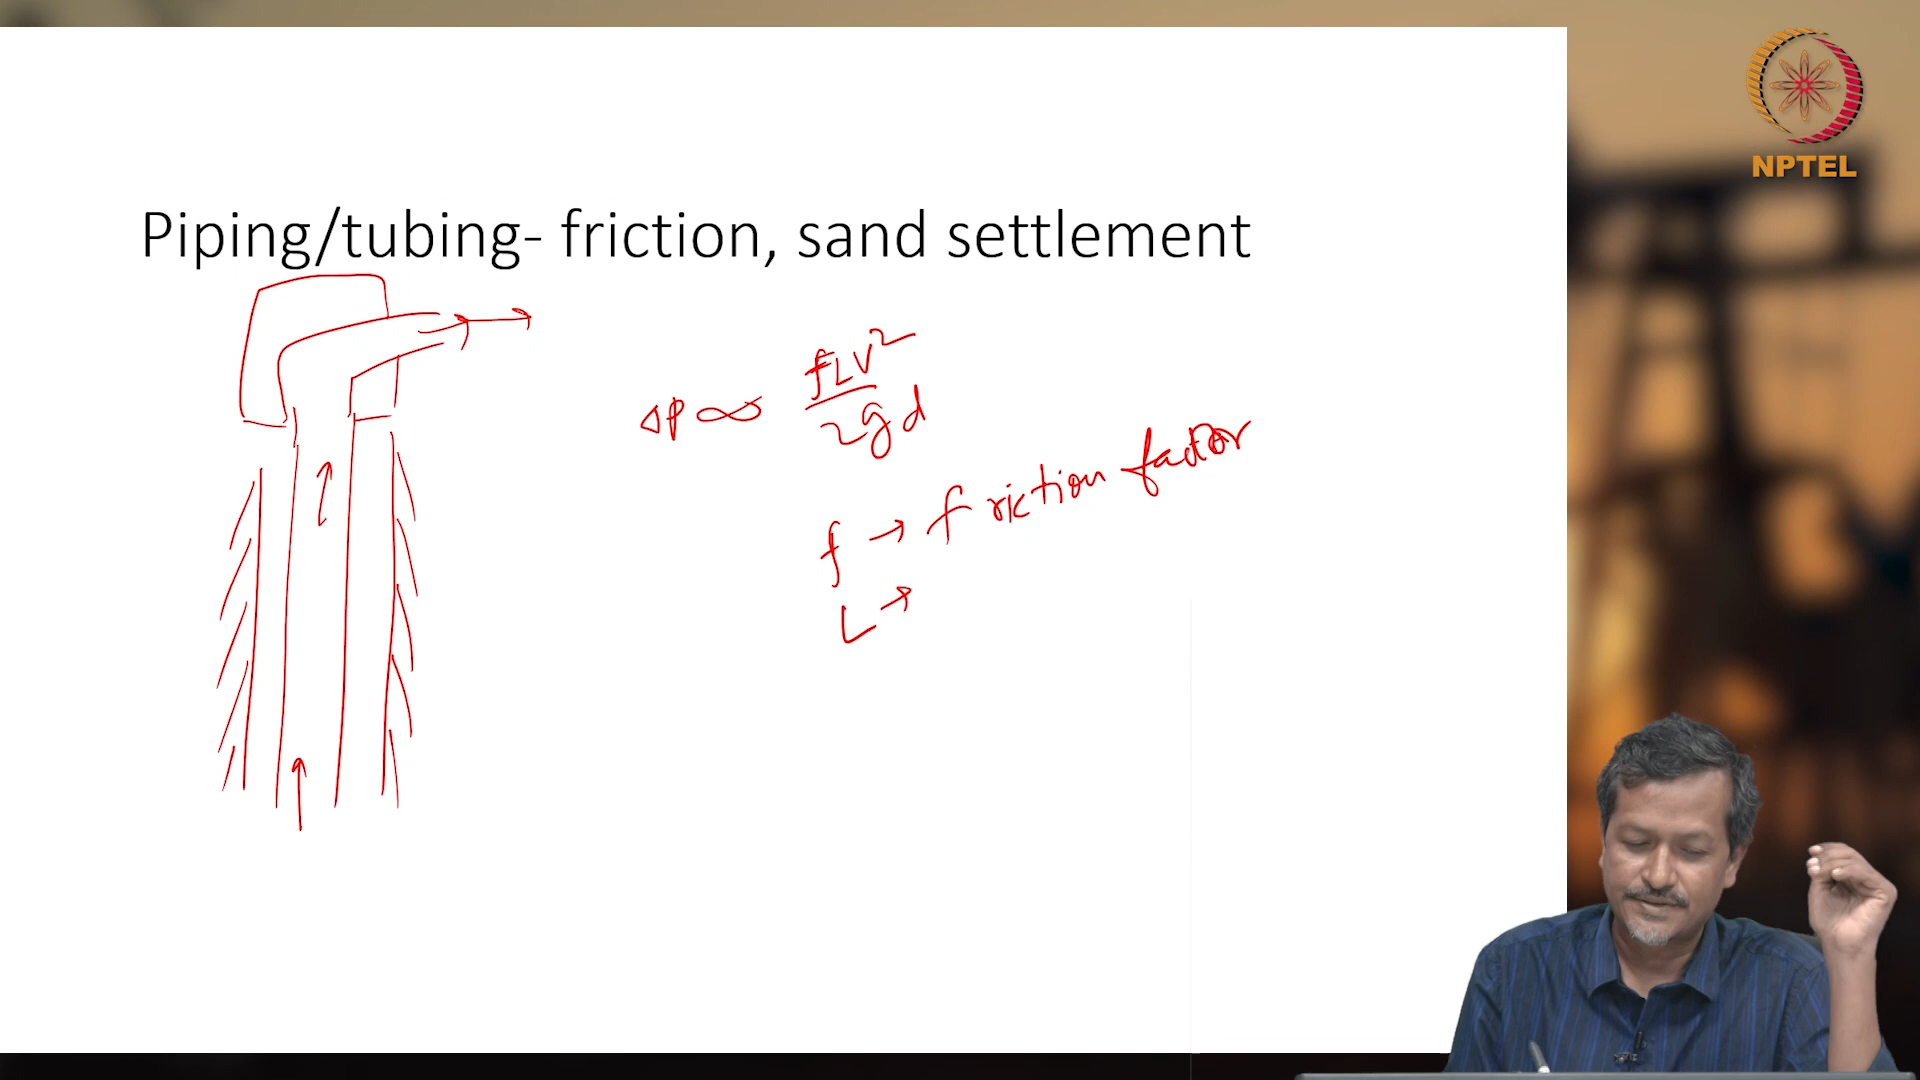 NPTEL
Piping/tubing- friction, sand settlement
ΔP ∝ fLV²/2gd
f → friction factor
L →